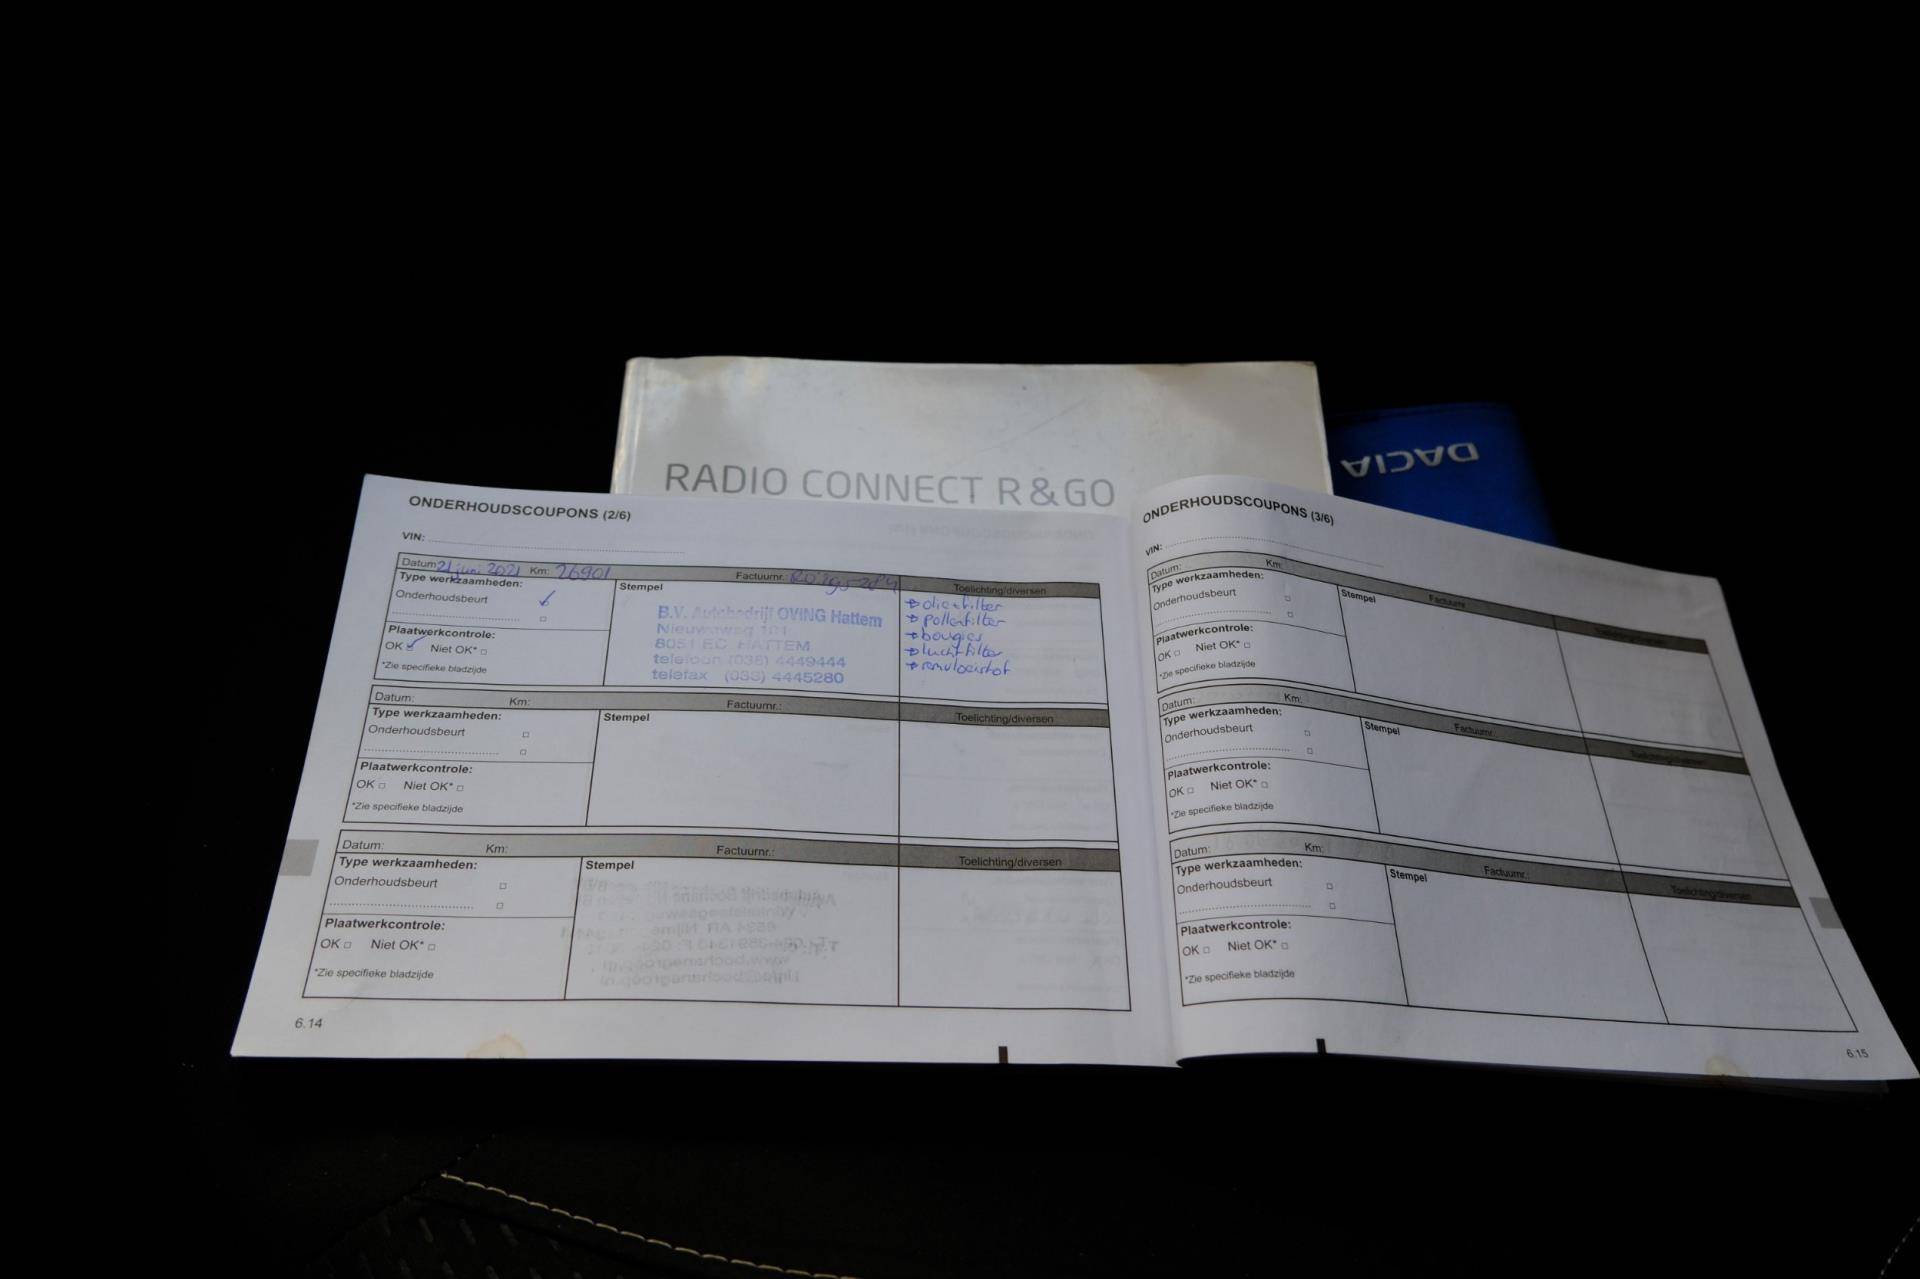 RADIO CONNECT R & GO
DACIA
ONDERHOUDSCOUPONS (2/6)
VIN:
Datum: 21 juni 2021 Km: 26901 Factuurnr.: Toelichting/diversen
Type werkzaamheden:
Onderhoudsbeurt
Plaatwerkcontrole:
OK Niet OK*
*Zie specifieke bladzijde
Stempel
B.V. Autobedrijf OVING Hattem
Nieuweweg 101
8051 EC HATTEM
telefoon (038) 4449444
telefax (033) 4445280
oliefilter
pollenfilter
bougies
luchtfilter
remvloeistof
Datum: Km: Factuurnr.: Toelichting/diversen
Type werkzaamheden:
Onderhoudsbeurt
Plaatwerkcontrole:
OK Niet OK*
*Zie specifieke bladzijde
Stempel
Datum: Km: Factuurnr.: Toelichting/diversen
Type werkzaamheden:
Onderhoudsbeurt
Plaatwerkcontrole:
OK Niet OK*
*Zie specifieke bladzijde
Stempel
6.14
ONDERHOUDSCOUPONS (3/6)
VIN:
Datum: Km: Factuurnr. Toelichting/diversen
Type werkzaamheden:
Onderhoudsbeurt
Plaatwerkcontrole:
OK Niet OK*
*Zie specifieke bladzijde
Stempel
Datum: Km: Factuurnr.: Toelichting/diversen
Type werkzaamheden:
Onderhoudsbeurt
Plaatwerkcontrole:
OK Niet OK*
*Zie specifieke bladzijde
Stempel
Datum: Km: Factuurnr.: Toelichting/diversen
Type werkzaamheden:
Onderhoudsbeurt
Plaatwerkcontrole:
OK Niet OK*
*Zie specifieke bladzijde
Stempel
6.15